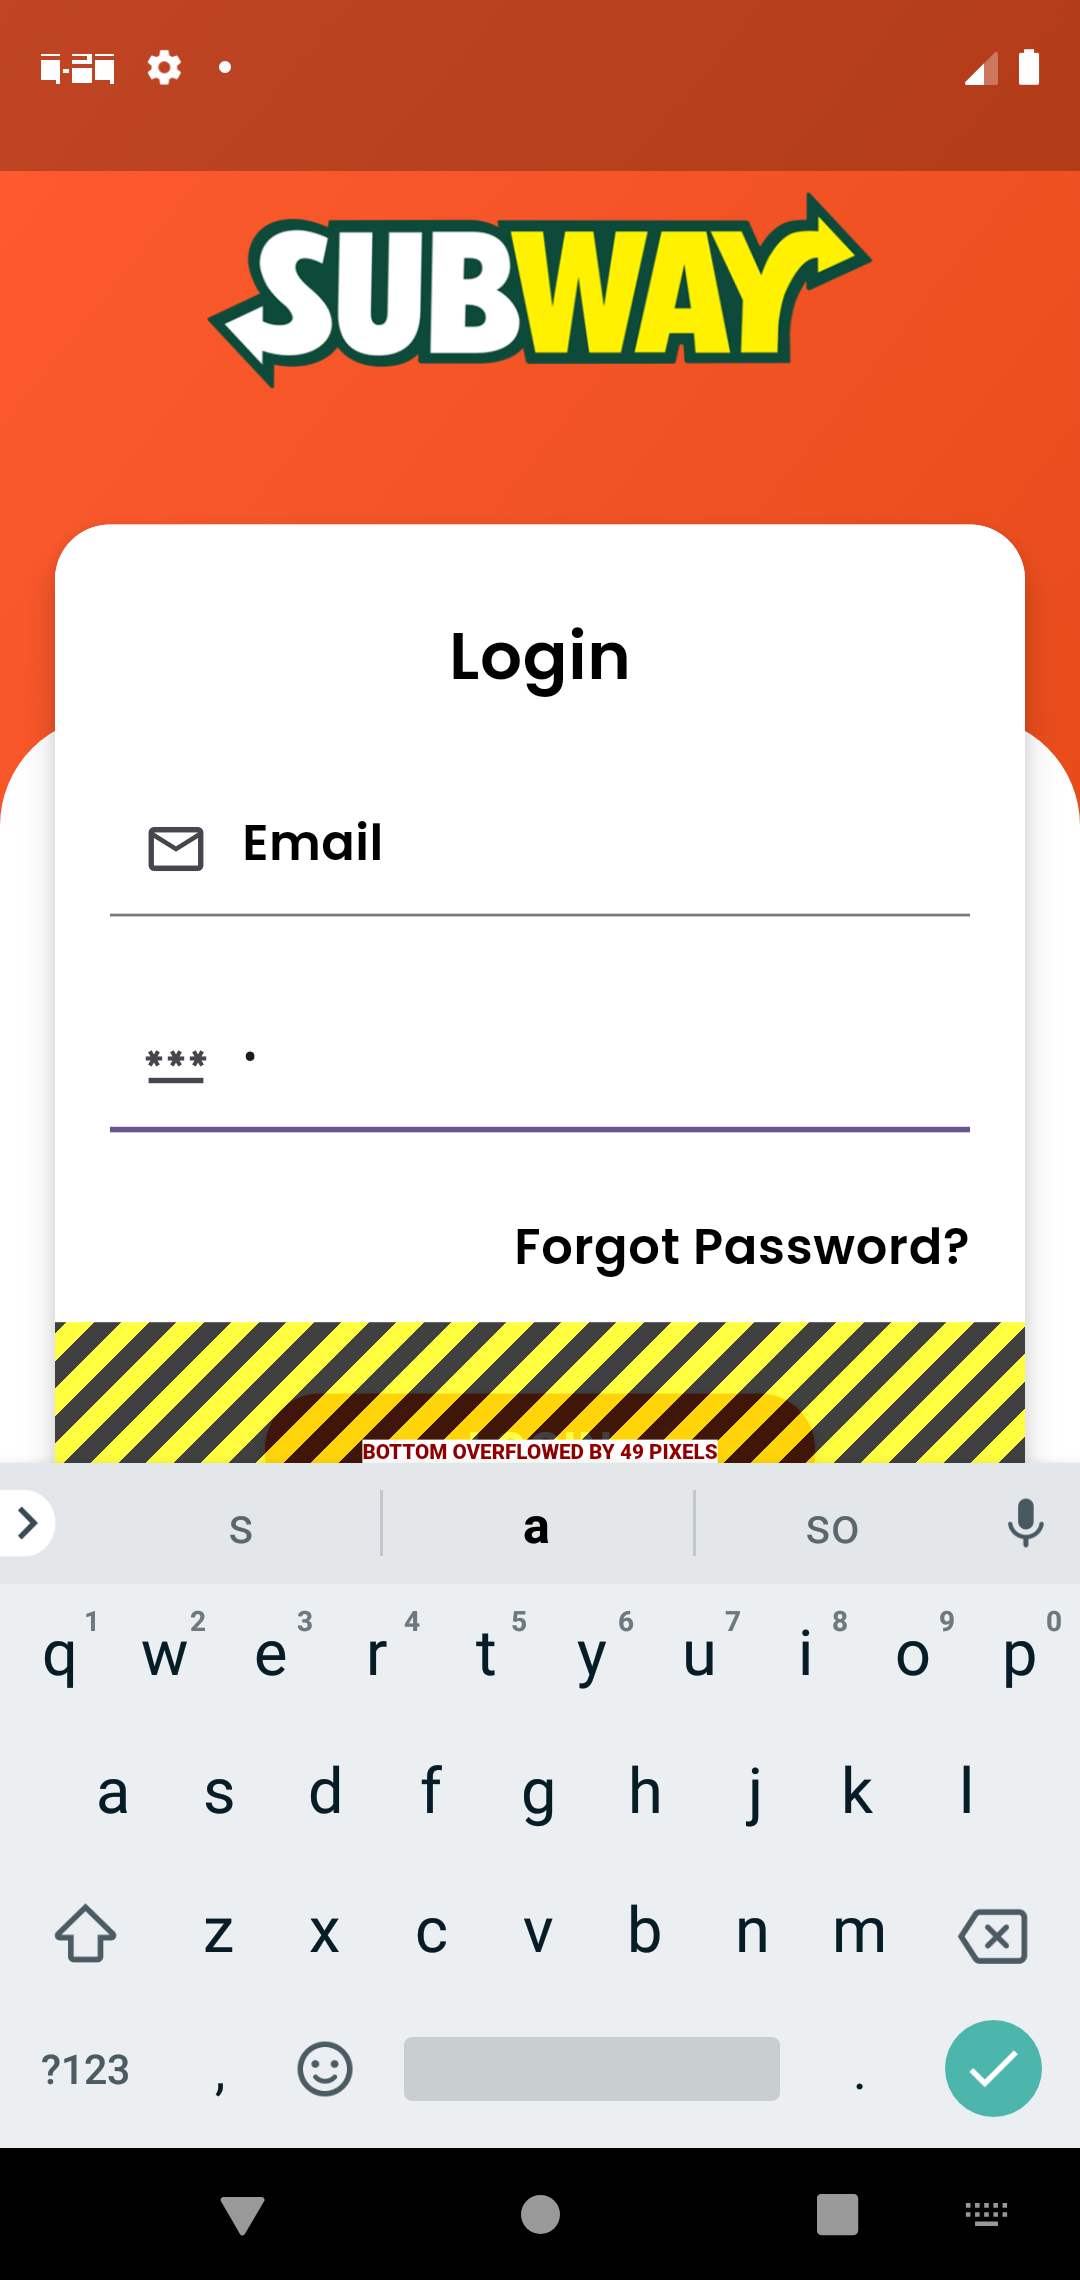 SUBWAY
Login
Email
***
•
Forgot Password?
BOTTOM OVERFLOWED BY 49 PIXELS
s a so
q 1 w 2 e 3 r 4 t 5 y 6 u 7 i 8 o 9 p 0
a s d f g h j k l
z x c v b n m
?123 , .